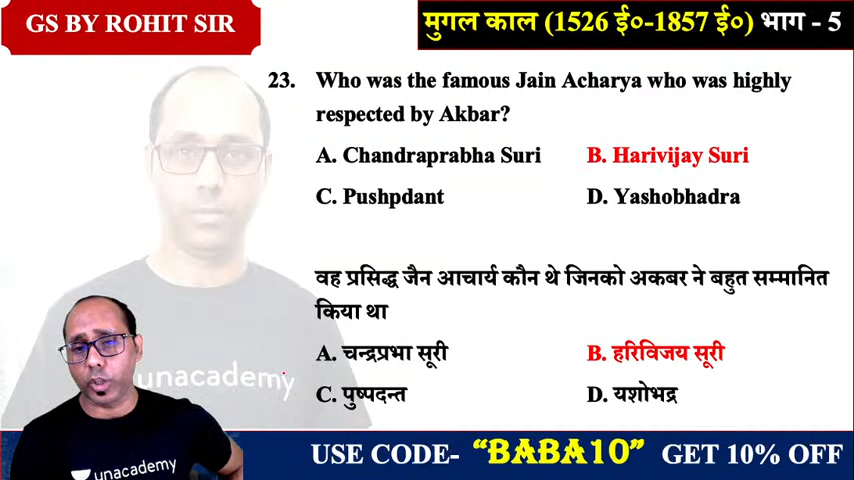 GS BY ROHIT SIR
मुगल काल (1526 ई०-1857 ई०) भाग - 5
23. Who was the famous Jain Acharya who was highly
respected by Akbar?
A. Chandraprabha Suri B. Harivijay Suri
C. Pushpdant D. Yashobhadra
वह प्रसिद्ध जैन आचार्य कौन थे जिनको अकबर ने बहुत सम्मानित
किया था
A. चन्द्रप्रभा सूरी B. हरिविजय सूरी
C. पुष्पदन्त D. यशोभद्र
unacademy
unacademy
USE CODE- “BABA10” GET 10% OFF